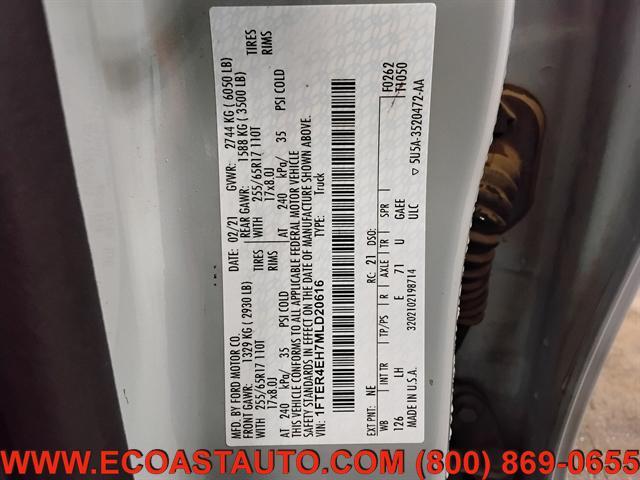 MFD. BY FORD MOTOR CO.
DATE: 02/21 GVWR: 2744 KG ( 6050 LB)
FRONT GAWR: 1329 KG ( 2930 LB) REAR GAWR: 1588 KG ( 3500 LB)
WITH 255/65R17 110T TIRES WITH 255/65R17 110T TIRES
17x8.0J RIMS 17x8.0J RIMS
AT 240 kPa/ 35 PSI COLD AT 240 kPa/ 35 PSI COLD
THIS VEHICLE CONFORMS TO ALL APPLICABLE FEDERAL MOTOR VEHICLE
SAFETY STANDARDS IN EFFECT ON THE DATE OF MANUFACTURE SHOWN ABOVE.
VIN: 1FTER4EH7MLD20616 TYPE: Truck
F0262
T1050
EXT PNT: NE RC: 21 DSO:
WB INT TR TP/PS R AXLE TR SPR
126 LH E 71 U GAEE
MADE IN U.S.A. 3202102198714 ULC
5U5A-3520472-AA
WWW.ECOASTAUTO.COM (800) 869-0655